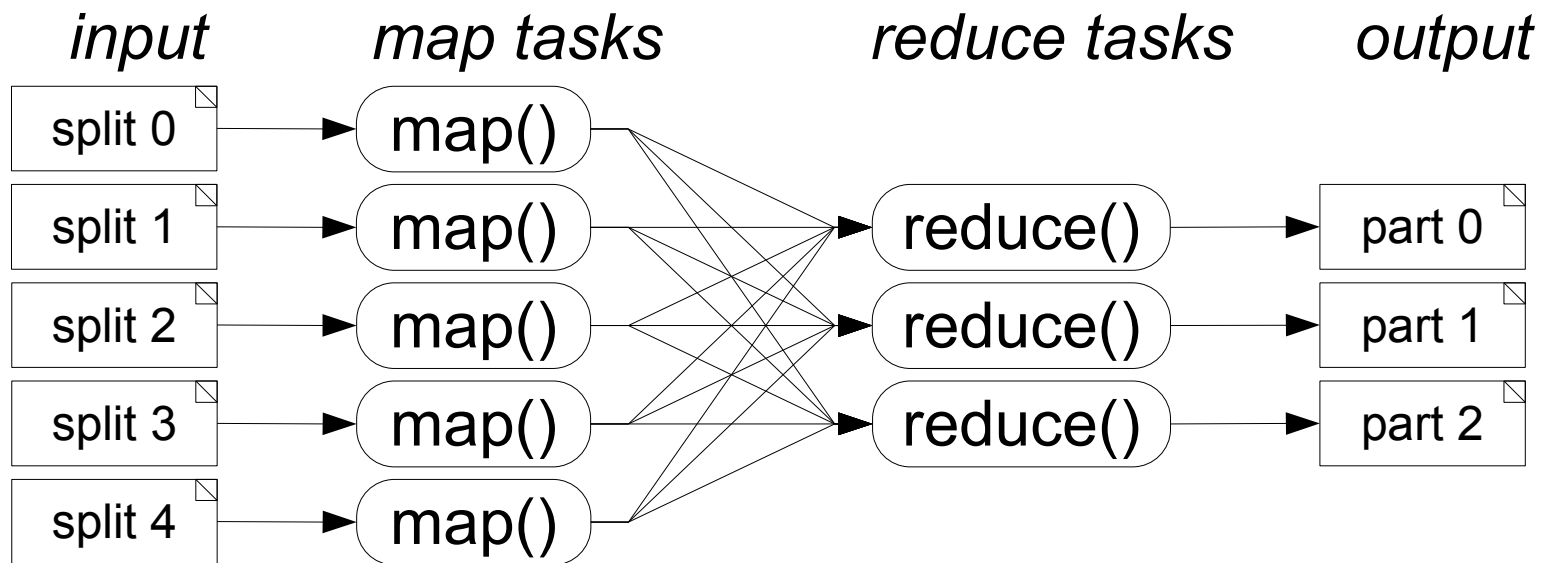 input map tasks reduce tasks output
split 0 map()
split 1 map() reduce() part 0
split 2 map() reduce() part 1
split 3 map() reduce() part 2
split 4 map()